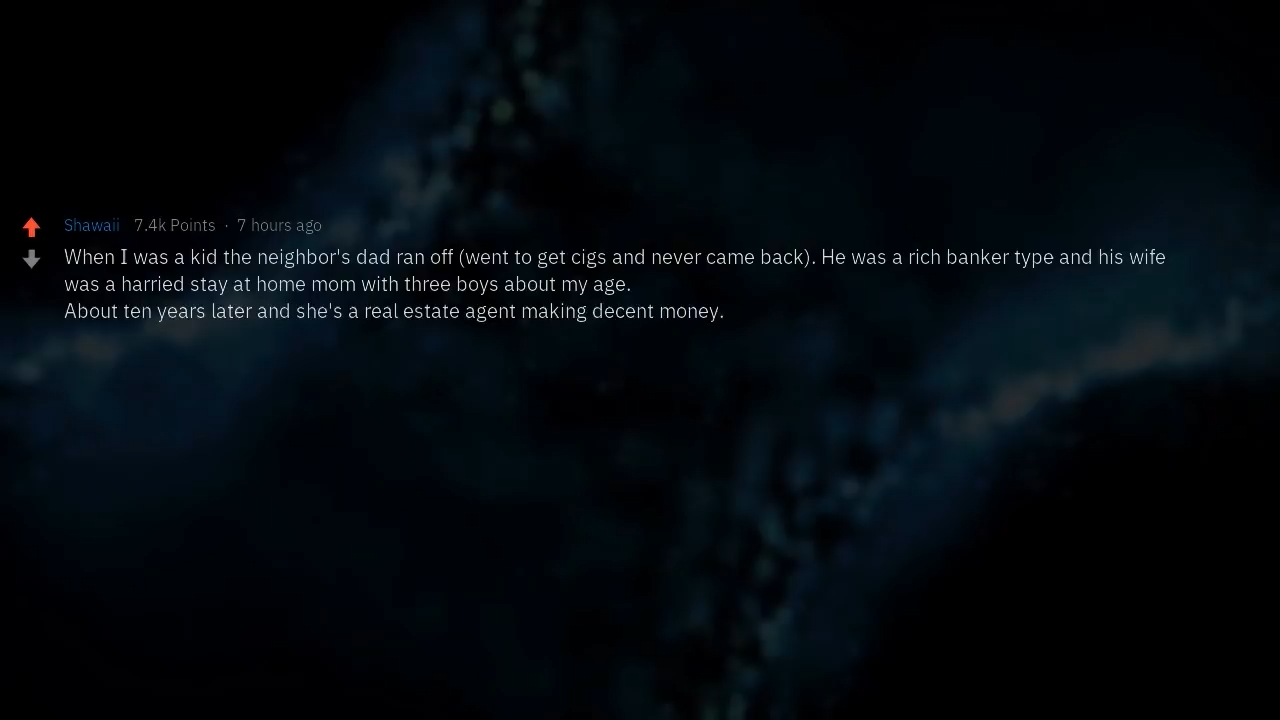 Shawaii 7.4k Points · 7 hours ago
When I was a kid the neighbor's dad ran off (went to get cigs and never came back). He was a rich banker type and his wife
was a harried stay at home mom with three boys about my age.
About ten years later and she's a real estate agent making decent money.